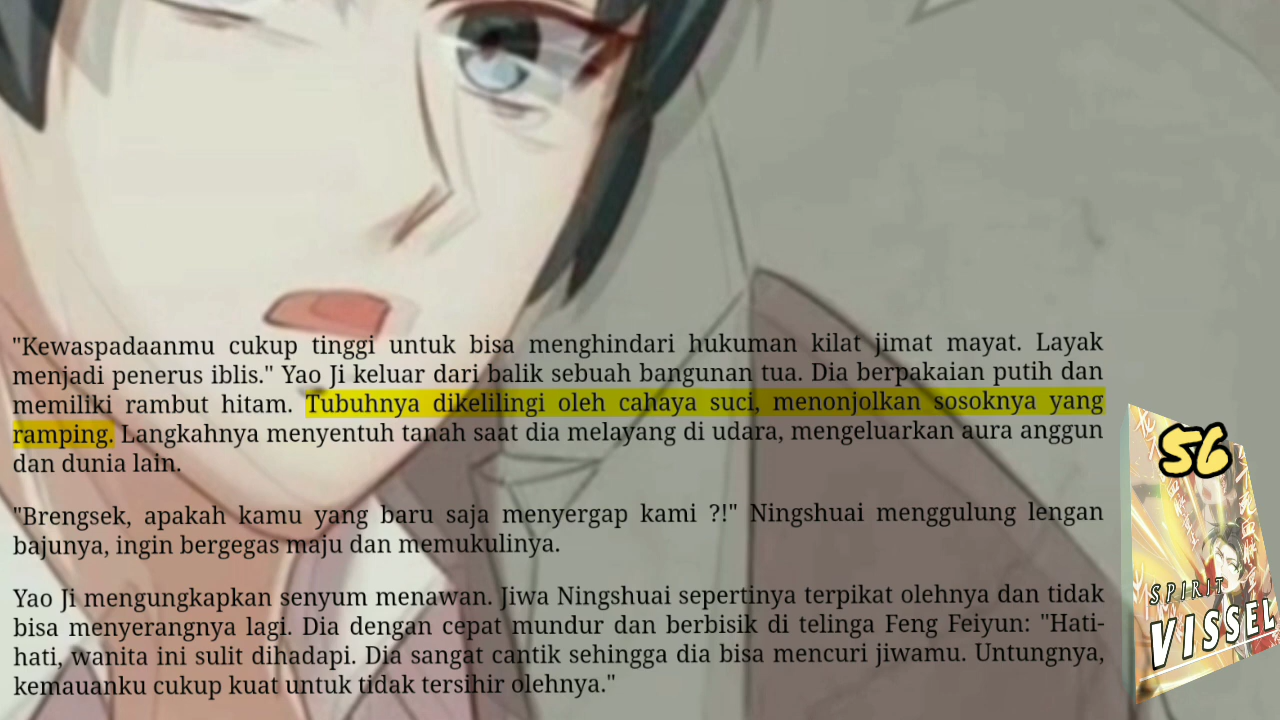 "Kewaspadaanmu cukup tinggi untuk bisa menghindari hukuman kilat jimat mayat. Layak
menjadi penerus iblis." Yao Ji keluar dari balik sebuah bangunan tua. Dia berpakaian putih dan
memiliki rambut hitam. Tubuhnya dikelilingi oleh cahaya suci, menonjolkan sosoknya yang
ramping. Langkahnya menyentuh tanah saat dia melayang di udara, mengeluarkan aura anggun
dan dunia lain.
"Brengsek, apakah kamu yang baru saja menyergap kami ?!" Ningshuai menggulung lengan
bajunya, ingin bergegas maju dan memukulinya.
Yao Ji mengungkapkan senyum menawan. Jiwa Ningshuai sepertinya terpikat olehnya dan tidak
bisa menyerangnya lagi. Dia dengan cepat mundur dan berbisik di telinga Feng Feiyun: "Hati-
hati, wanita ini sulit dihadapi. Dia sangat cantik sehingga dia bisa mencuri jiwamu. Untungnya,
kemauanku cukup kuat untuk tidak tersihir olehnya."
56
SPIRIT
VISSEL